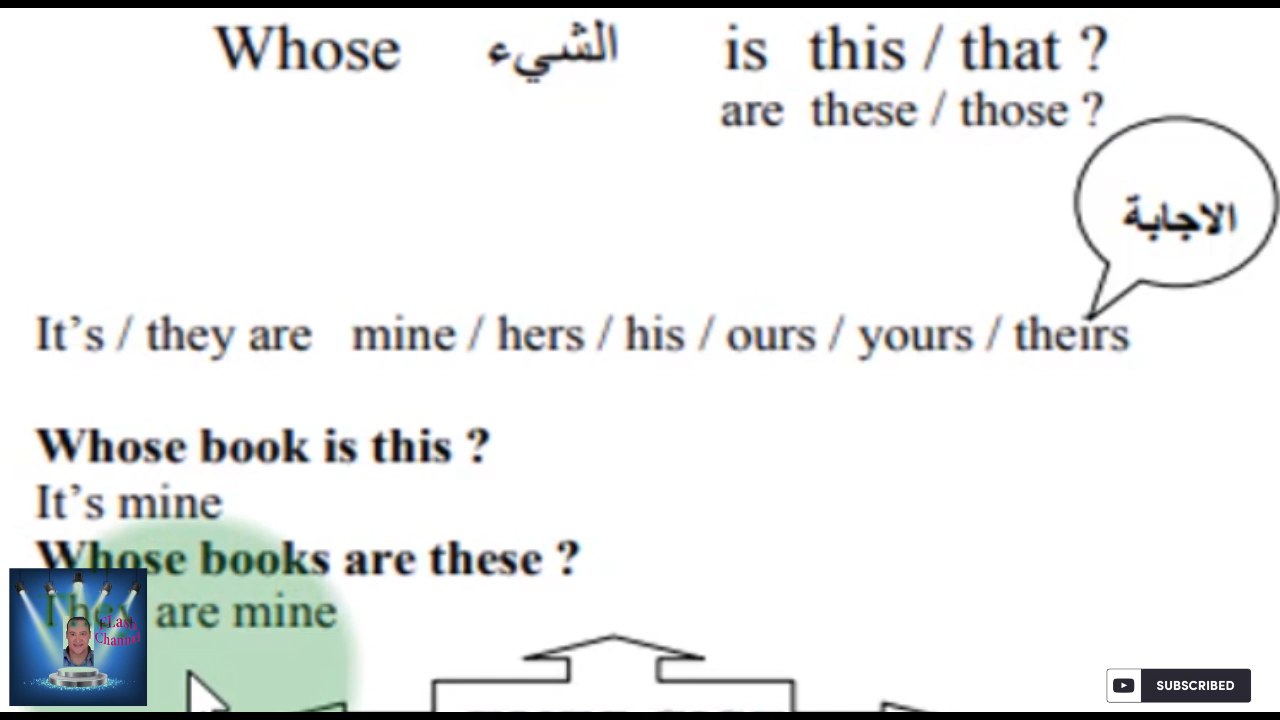 Whose الشيء is this / that ?
are these / those ?
الاجابة
It's / they are mine / hers / his / ours / yours / theirs
Whose book is this ?
It's mine
Whose books are these ?
They are mine
Channel
SUBSCRIBED